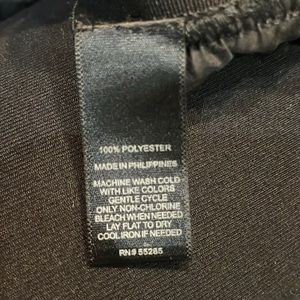 100% POLYESTER
MADE IN PHILIPPINES
MACHINE WASH COLD
WITH LIKE COLORS
GENTLE CYCLE
ONLY NON-CHLORINE
BLEACH WHEN NEEDED
LAY FLAT TO DRY
COOL IRON IF NEEDED
RN# 55285